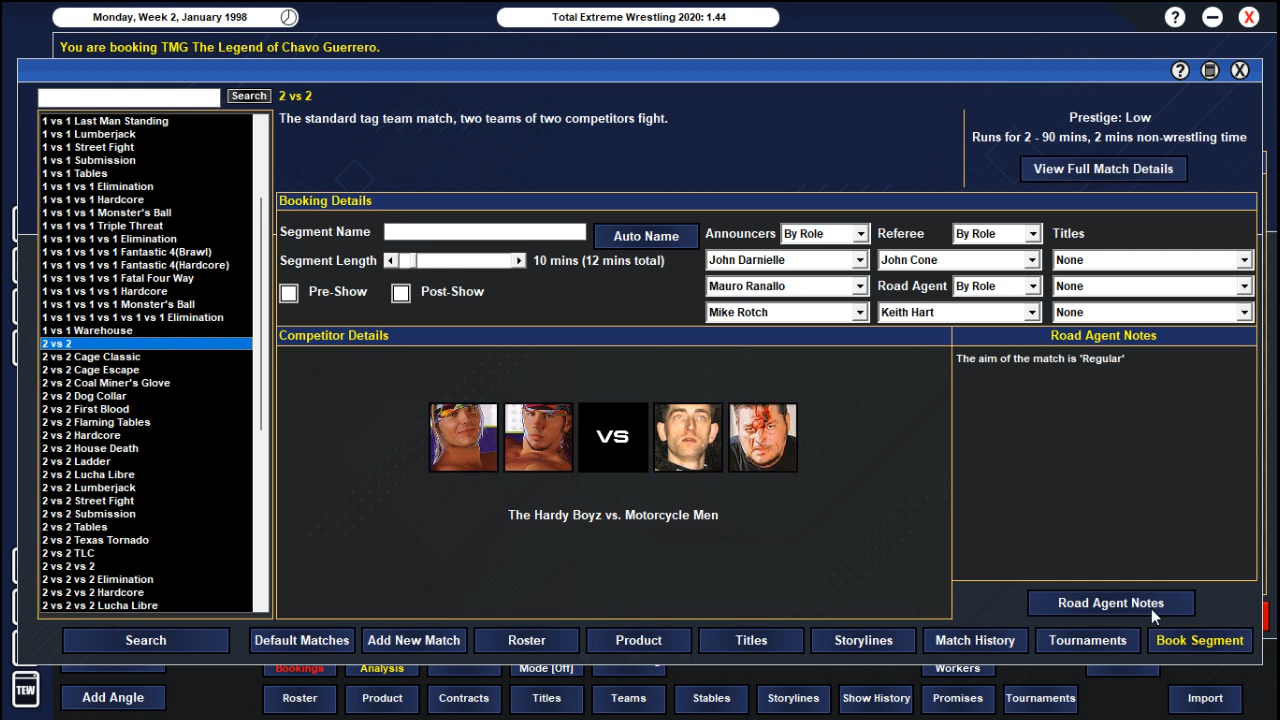 Monday, Week 2, January 1998
Total Extreme Wrestling 2020: 1.44
?
X
You are booking TMG The Legend of Chavo Guerrero.
?
X
Search
2 vs 2
1 vs 1 Last Man Standing
1 vs 1 Lumberjack
1 vs 1 Street Fight
1 vs 1 Submission
1 vs 1 Tables
1 vs 1 vs 1 Elimination
1 vs 1 vs 1 Hardcore
1 vs 1 vs 1 Monster's Ball
1 vs 1 vs 1 Triple Threat
1 vs 1 vs 1 vs 1 Elimination
1 vs 1 vs 1 vs 1 Fantastic 4(Brawl)
1 vs 1 vs 1 vs 1 Fantastic 4(Hardcore)
1 vs 1 vs 1 vs 1 Fatal Four Way
1 vs 1 vs 1 vs 1 Hardcore
1 vs 1 vs 1 vs 1 Monster's Ball
1 vs 1 vs 1 vs 1 vs 1 Elimination
1 vs 1 Warehouse
2 vs 2
2 vs 2 Cage Classic
2 vs 2 Cage Escape
2 vs 2 Coal Miner's Glove
2 vs 2 Dog Collar
2 vs 2 First Blood
2 vs 2 Flaming Tables
2 vs 2 Hardcore
2 vs 2 House Death
2 vs 2 Ladder
2 vs 2 Lucha Libre
2 vs 2 Lumberjack
2 vs 2 Street Fight
2 vs 2 Submission
2 vs 2 Tables
2 vs 2 Texas Tornado
2 vs 2 TLC
2 vs 2 vs 2
2 vs 2 vs 2 Elimination
2 vs 2 vs 2 Hardcore
2 vs 2 vs 2 Lucha Libre
The standard tag team match, two teams of two competitors fight.
Prestige: Low
Runs for 2 - 90 mins, 2 mins non-wrestling time
View Full Match Details
Booking Details
Segment Name
Auto Name
Segment Length
10 mins (12 mins total)
Pre-Show
Post-Show
Announcers
By Role
John Darnielle
Mauro Ranallo
Mike Rotch
Referee
By Role
John Cone
Road Agent
By Role
Keith Hart
Titles
None
None
None
Competitor Details
VS
The Hardy Boyz vs. Motorcycle Men
Road Agent Notes
The aim of the match is 'Regular'
Road Agent Notes
Search
Default Matches
Add New Match
Roster
Product
Titles
Storylines
Match History
Tournaments
Book Segment
Bookings
Analysis
Mode [Off]
Workers
TEW
Add Angle
Roster
Product
Contracts
Titles
Teams
Stables
Storylines
Show History
Promises
Tournaments
Import